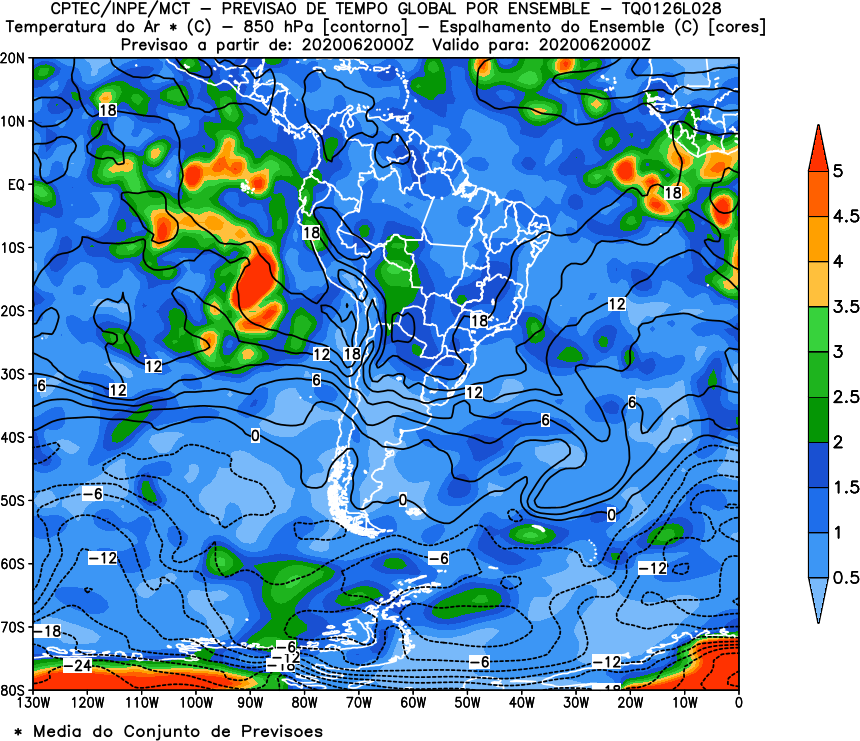 CPTEC/INPE/MCT – PREVISAO DE TEMPO GLOBAL POR ENSEMBLE – TQ0126L028
Temperatura do Ar * (C) – 850 hPa [contorno] – Espalhamento do Ensemble (C) [cores]
Previsao a partir de: 2020062000Z Valido para: 2020062000Z
20N
10N
EQ
10S
20S
30S
40S
50S
60S
70S
80S
130W 120W 110W 100W 90W 80W 70W 60W 50W 40W 30W 20W 10W 0
18
18
18
12
18
12
18
12
6
12
6
12
6
6
0
-6
0
0
-12
-6
-12
-18
-6
-12
-24
-18
-6
-12
-18
5
4.5
4
3.5
3
2.5
2
1.5
1
0.5
* Media do Conjunto de Previsoes